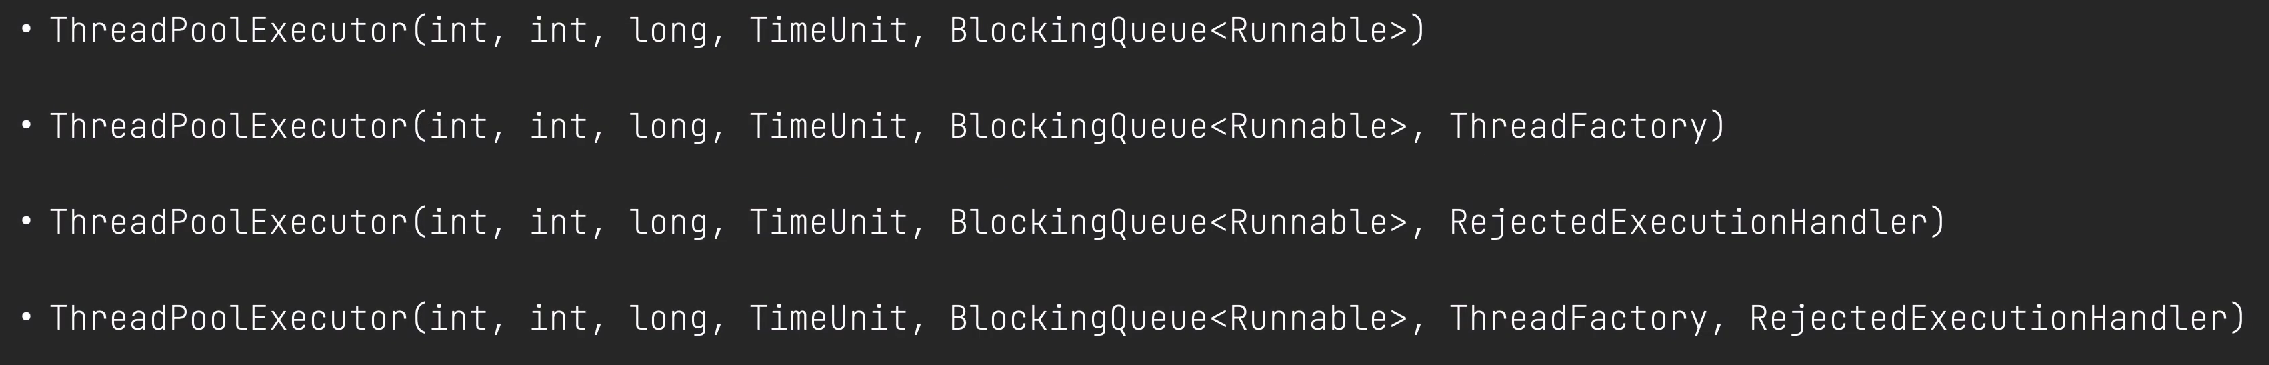 • ThreadPoolExecutor(int, int, long, TimeUnit, BlockingQueue<Runnable>)
• ThreadPoolExecutor(int, int, long, TimeUnit, BlockingQueue<Runnable>, ThreadFactory)
• ThreadPoolExecutor(int, int, long, TimeUnit, BlockingQueue<Runnable>, RejectedExecutionHandler)
• ThreadPoolExecutor(int, int, long, TimeUnit, BlockingQueue<Runnable>, ThreadFactory, RejectedExecutionHandler)